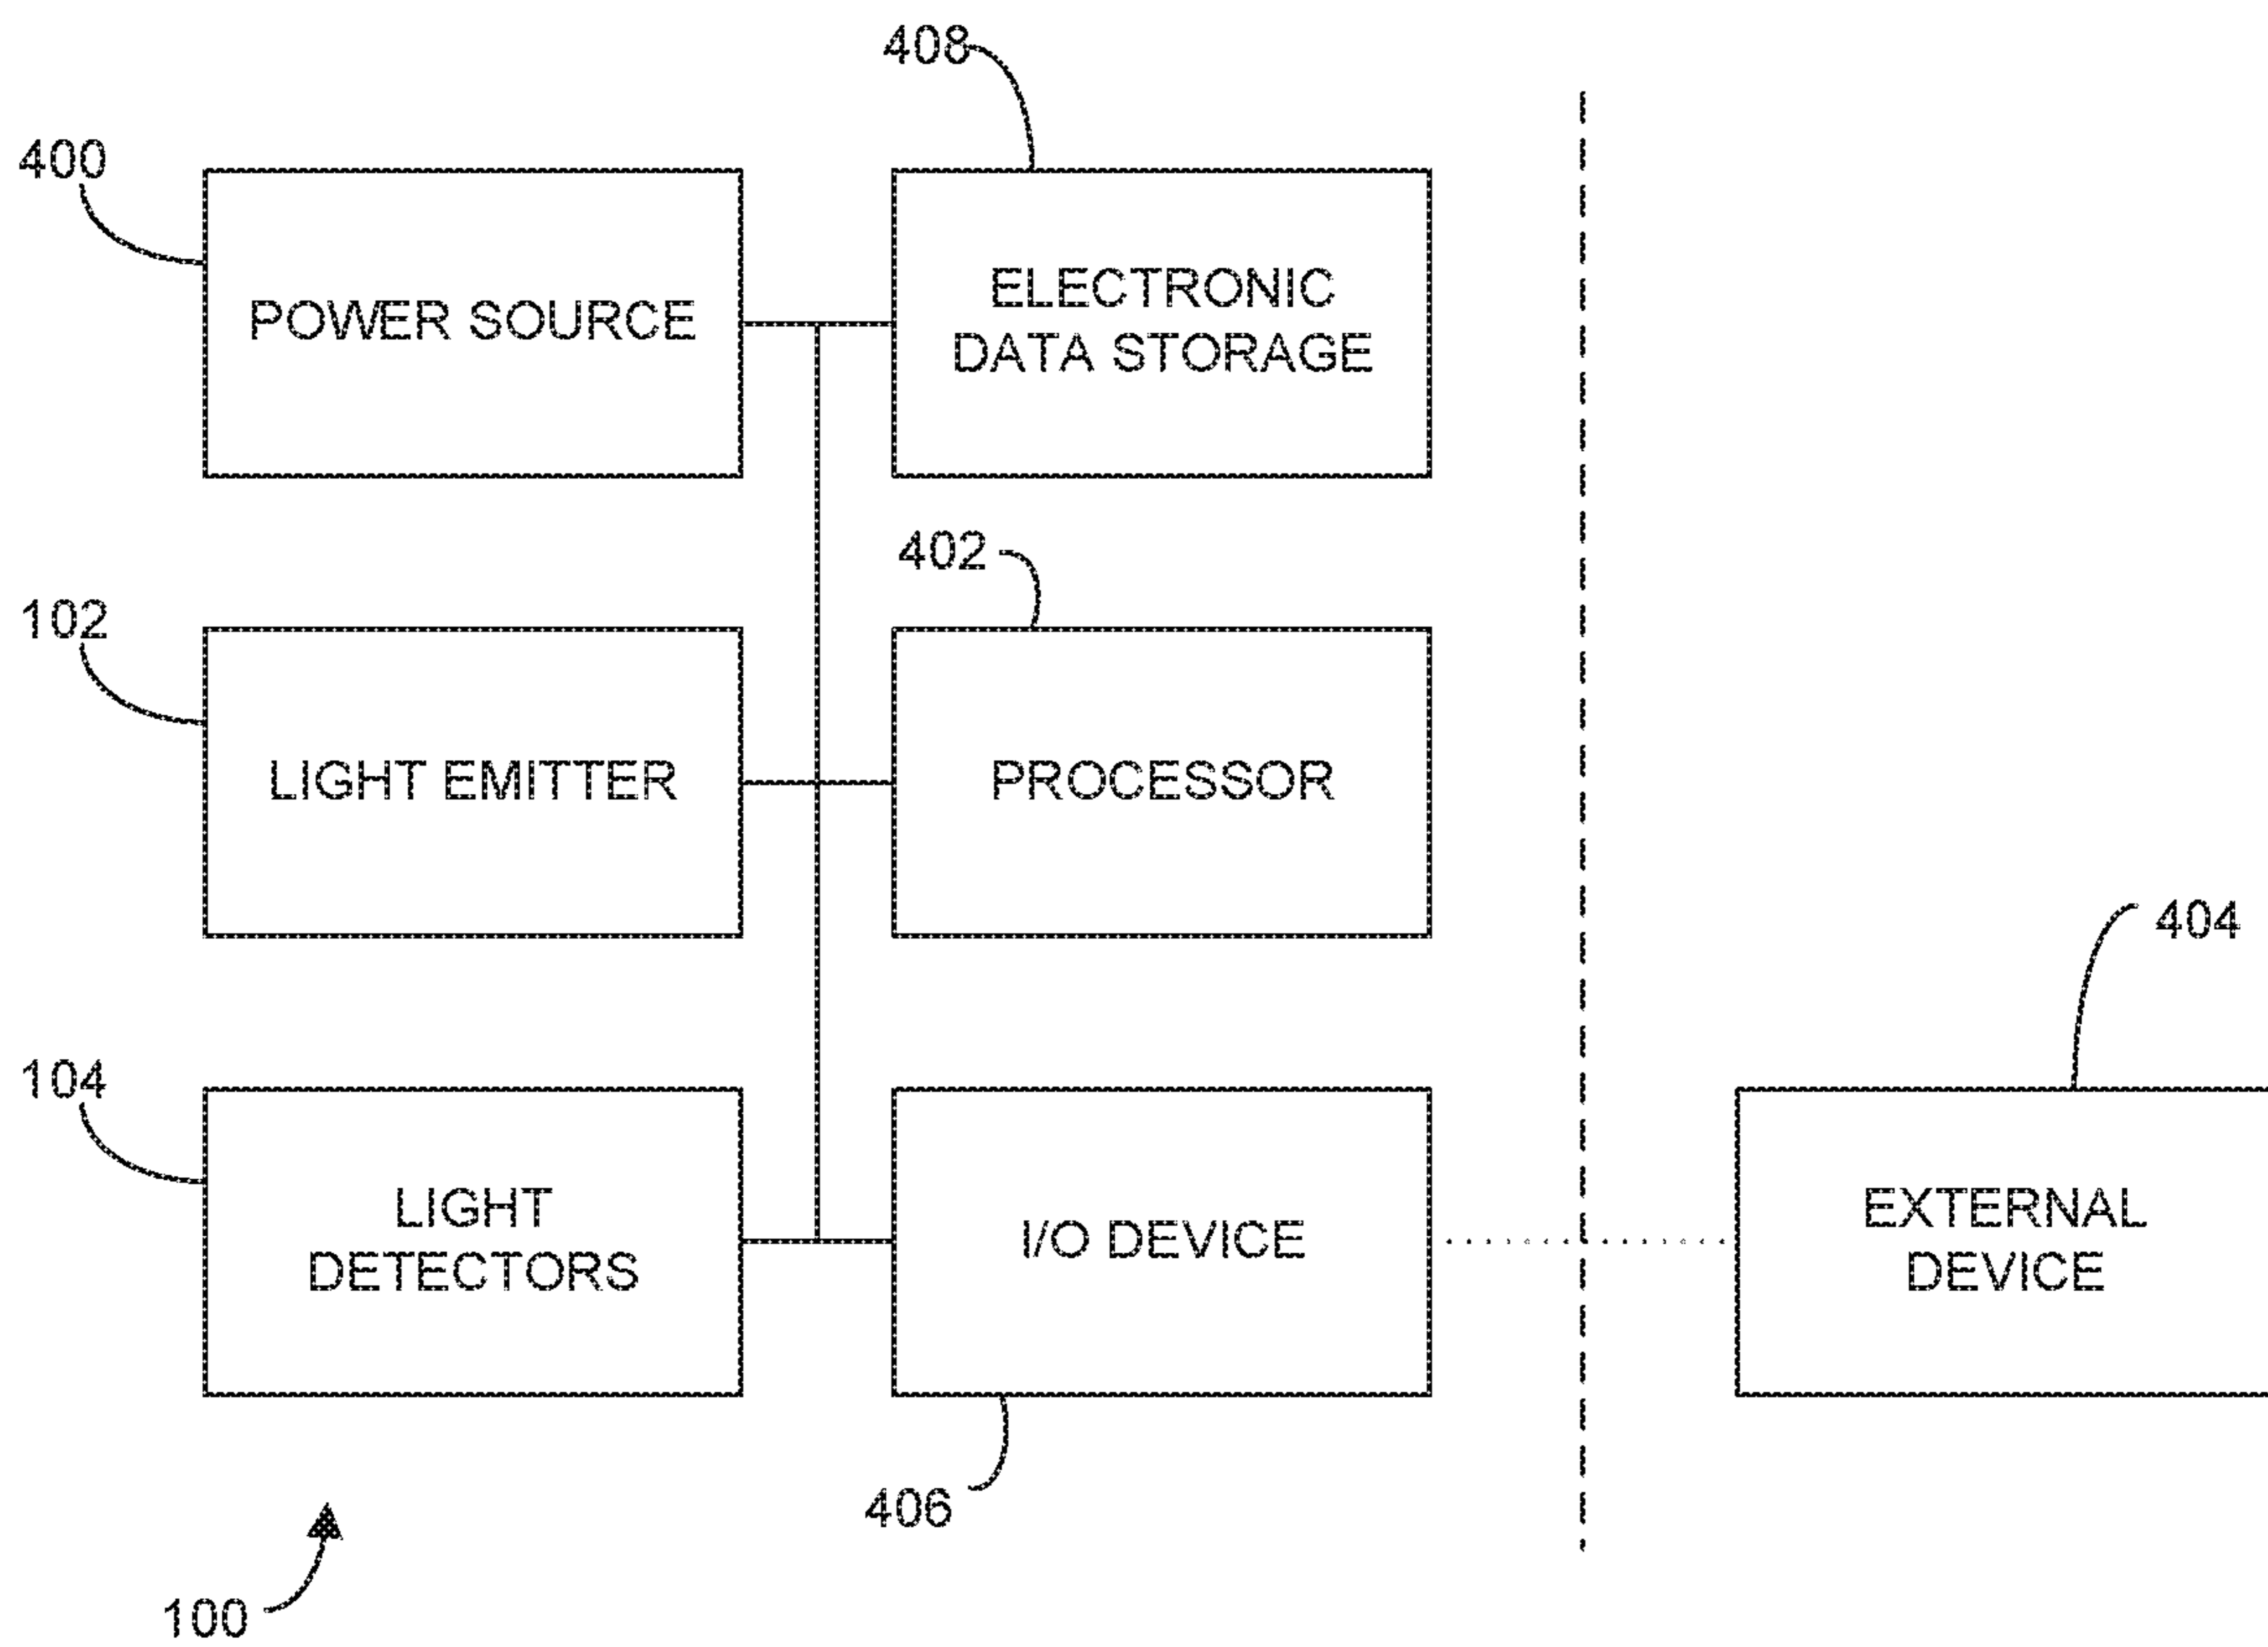 408
400
POWER SOURCE
ELECTRONIC
DATA STORAGE
402
102
LIGHT EMITTER
PROCESSOR
404
104
LIGHT
DETECTORS
I/O DEVICE
EXTERNAL
DEVICE
406
100